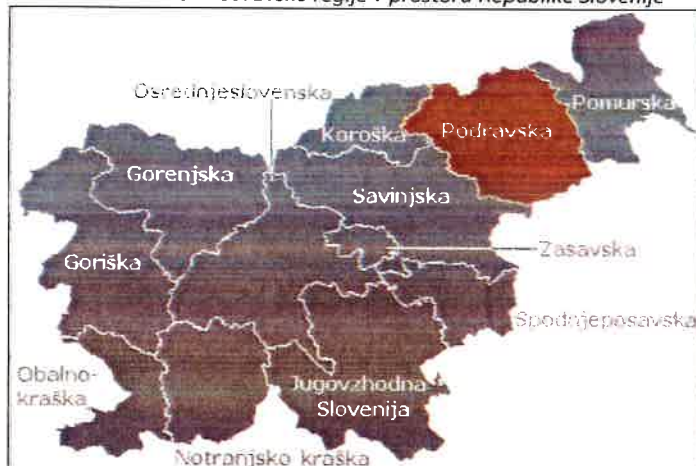 regije v prostoru Republike Slovenije
Osrednjeslovenska
Pomurska
Koroška
Podravska
Gorenjska
Savinjska
Goriška
Zasavska
Spodnjeposavska
Obalno-
kraška
Jugovzhodna
Slovenija
Notranjsko kraška